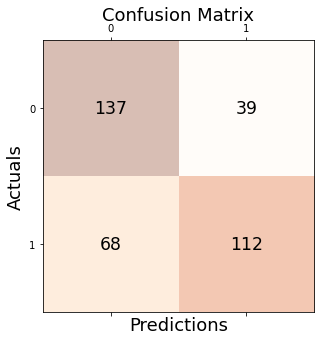 Confusion Matrix
0 1
0 137 39
Actuals
1 68 112
Predictions